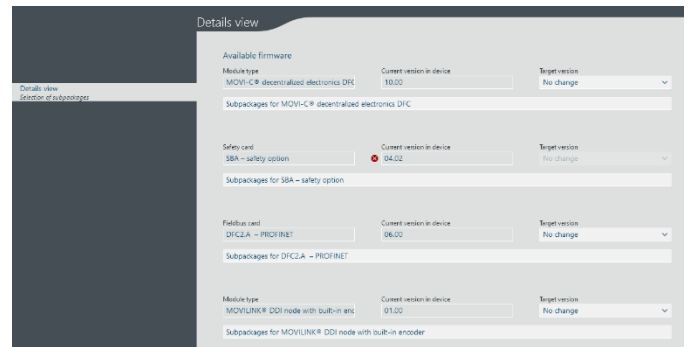 Details view
Details view
Selection of subpackages
Available firmware
Module type Current version in device Target version
MOVI-C® decentralized electronics DFC 10.00 No change
Subpackages for MOVI-C® decentralized electronics DFC
Safety card Current version in device Target version
SBA – safety option 04.02 No change
Subpackages for SBA – safety option
Fieldbus card Current version in device Target version
DFC2.A – PROFINET 06.00 No change
Subpackages for DFC2.A – PROFINET
Module type Current version in device Target version
MOVILINK® DDI node with built-in enc 01.00 No change
Subpackages for MOVILINK® DDI node with built-in encoder